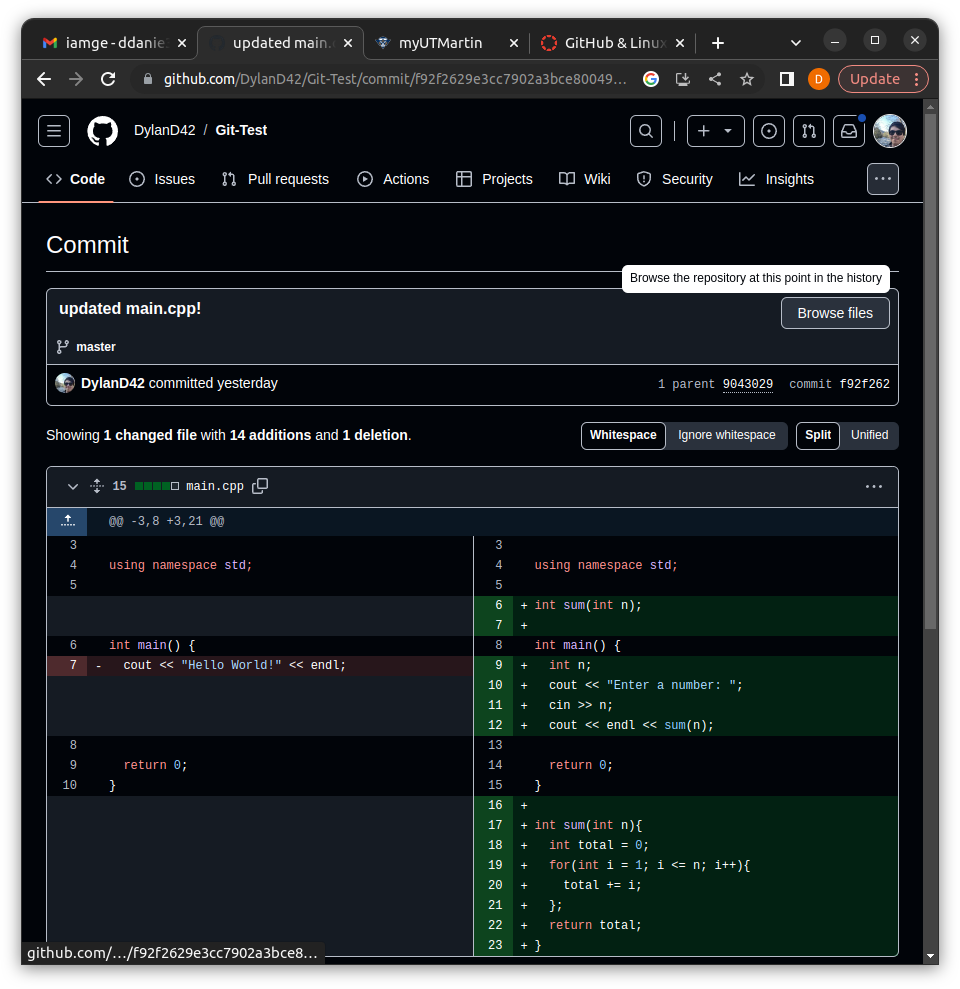 iamge - ddanie
updated main.
myUTMartin
GitHub & Linux
github.com/DylanD42/Git-Test/commit/f92f2629e3cc7902a3bce80049...
D
Update
DylanD42 / Git-Test
Code
Issues
Pull requests
Actions
Projects
Wiki
Security
Insights
Commit
Browse the repository at this point in the history
updated main.cpp!
Browse files
master
DylanD42 committed yesterday
1 parent 9043029 commit f92f262
Showing 1 changed file with 14 additions and 1 deletion.
Whitespace Ignore whitespace
Split Unified
15 main.cpp
@@ -3,8 +3,21 @@
3 3
4 using namespace std; 4 using namespace std;
5 5
6 + int sum(int n);
7 +
6 int main() { 8 int main() {
7 - cout << "Hello World!" << endl; 9 + int n;
10 + cout << "Enter a number: ";
11 + cin >> n;
12 + cout << endl << sum(n);
8 13
9 return 0; 14 return 0;
10 } 15 }
16 +
17 + int sum(int n){
18 + int total = 0;
19 + for(int i = 1; i <= n; i++){
20 + total += i;
21 + };
22 + return total;
23 + }
github.com/.../f92f2629e3cc7902a3bce8...